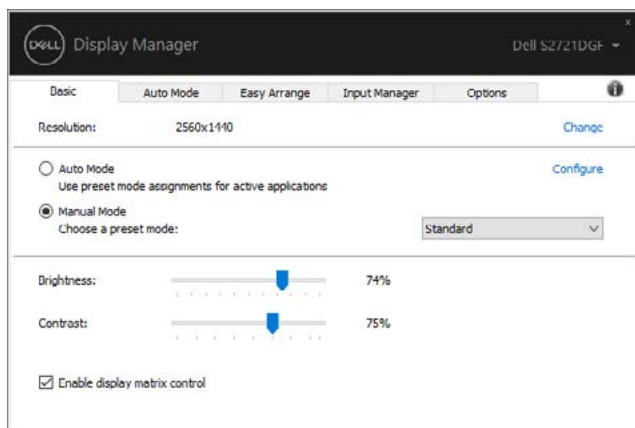 x
DELL Display Manager Dell S2721DGF
Basic Auto Mode Easy Arrange Input Manager Options i
Resolution: 2560x1440 Change
Auto Mode Configure
Use preset mode assignments for active applications
Manual Mode
Choose a preset mode: Standard
Brightness: 74%
Contrast: 75%
Enable display matrix control